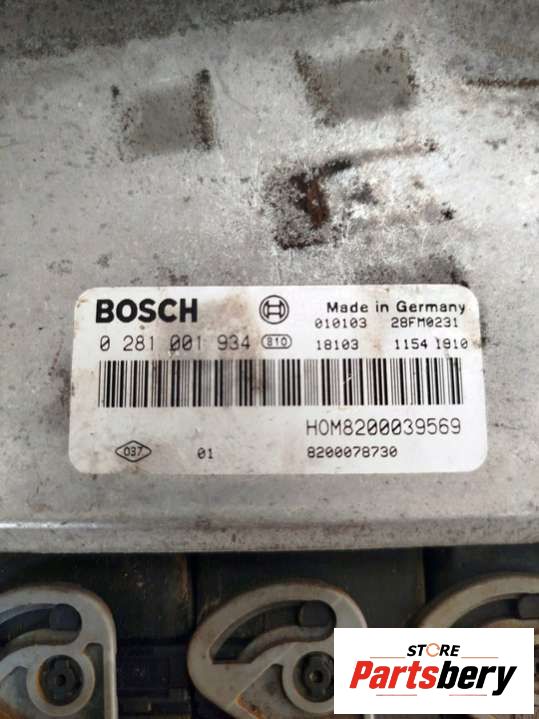 BOSCH
Made in Germany
010103 28FM0231
0 281 001 934 810
18103 1154 1910
HOM8200039569
037 01 8200078730
STORE
Partsbery